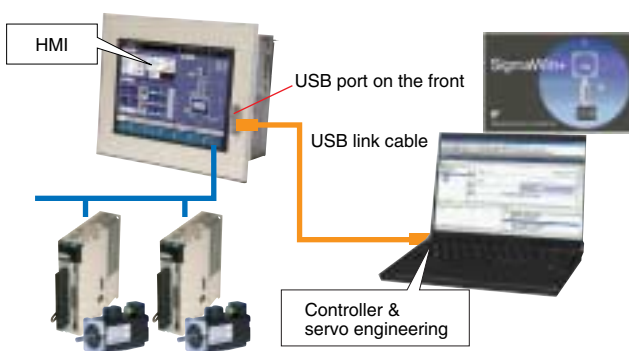 HMI
SigmaWin+
USB port on the front
USB link cable
Controller &
servo engineering